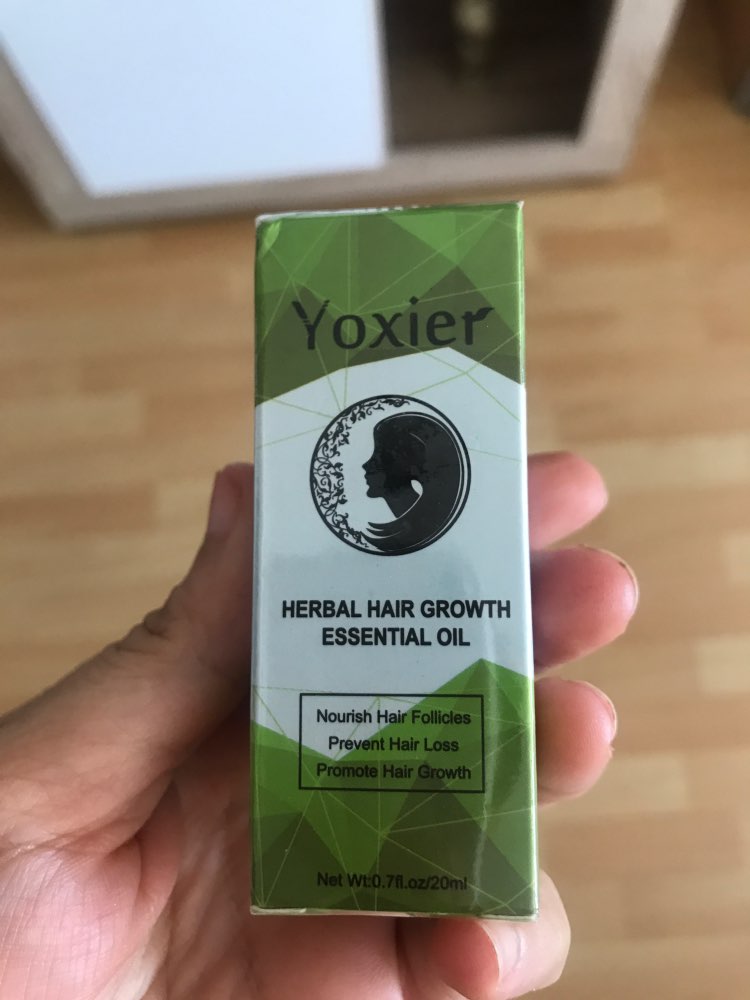 Yoxier
HERBAL HAIR GROWTH
ESSENTIAL OIL
Nourish Hair Follicles
Prevent Hair Loss
Promote Hair Growth
Net Wt:0.7fl.oz/20ml